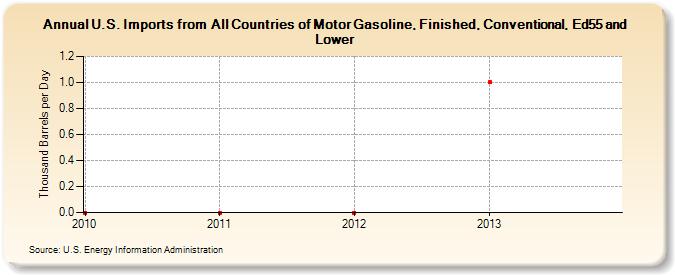 Annual U.S. Imports from All Countries of Motor Gasoline, Finished, Conventional, Ed55 and
Lower
Thousand Barrels per Day
1.2
1.0
0.8
0.6
0.4
0.2
0.0
2010 2011 2012 2013
Source: U.S. Energy Information Administration